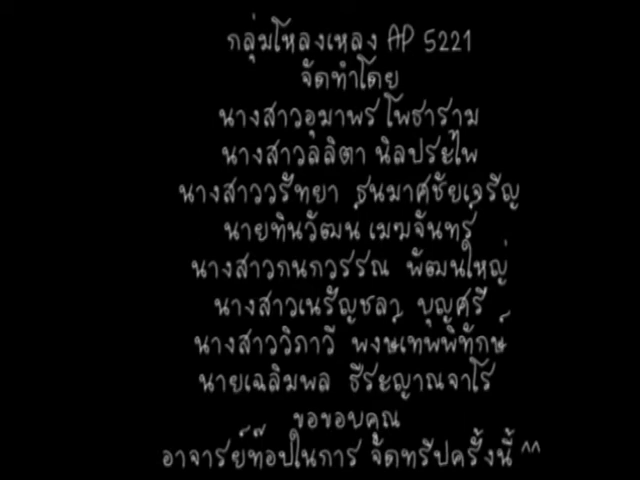 กลุ่มโหลงเหลง AP 5221
จัดทำโดย
นางสาวอุมาพร โพธาราม
นางสาวลลิตา นิลประไพ
นางสาววรัทยา ธนมาศชัยเจริญ
นายทินวัฒน์ เมฆจันทร์
นางสาวกนกวรรณ พัฒนใหญ่
นางสาวเนรัญชลา บุญศรี
นางสาววิภาวี พงษ์เทพพิทักษ์
นายเฉลิมพล ธีระญาณจาโร
ขอขอบคุณ
อาจารย์ท๊อปในการ จัดทริปครั้งนี้ ^^